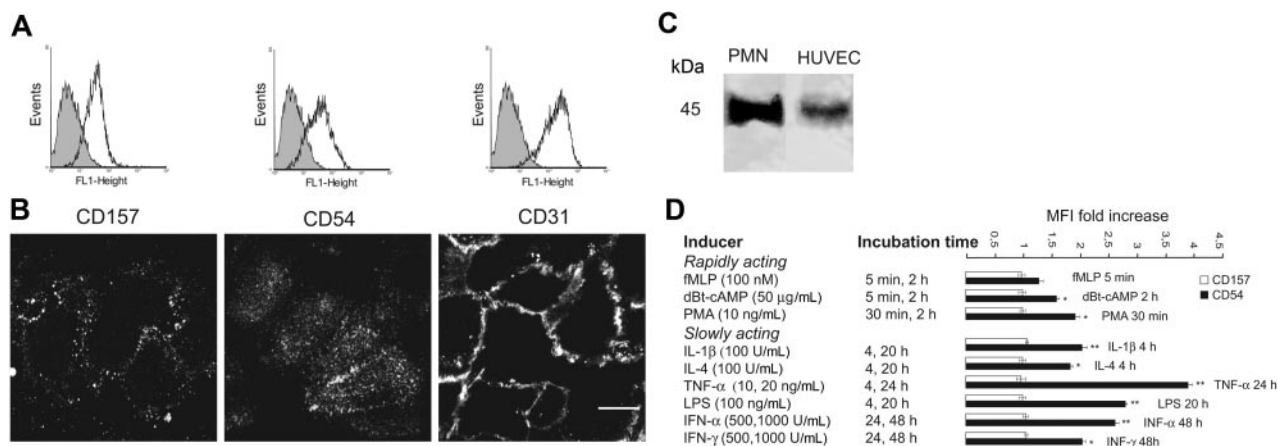 A
Events
FL1-Height
Events
FL1-Height
Events
FL1-Height
B
CD157
CD54
CD31
C
PMN HUVEC
kDa
45
D
MFI fold increase
0.5 1 1.5 2 2.5 3 3.5 4 4.5
Inducer Incubation time
Rapidly acting
fMLP (100 nM) 5 min, 2 h fMLP 5 min
dBt-cAMP (50 µg/mL) 5 min, 2 h * dBt-cAMP 2 h
PMA (10 ng/mL) 30 min, 2 h * PMA 30 min
CD157
CD54
Slowly acting
IL-1β (100 U/mL) 4, 20 h ** IL-1β 4 h
IL-4 (100 U/mL) 4, 20 h * IL-4 4 h
TNF-α (10, 20 ng/mL) 4, 24 h ** TNF-α 24 h
LPS (100 ng/mL) 4, 20 h ** LPS 20 h
IFN-α (500,1000 U/mL) 24, 48 h ** INF-α 48 h
IFN-γ (500,1000 U/mL) 24, 48 h * INF-γ 48h